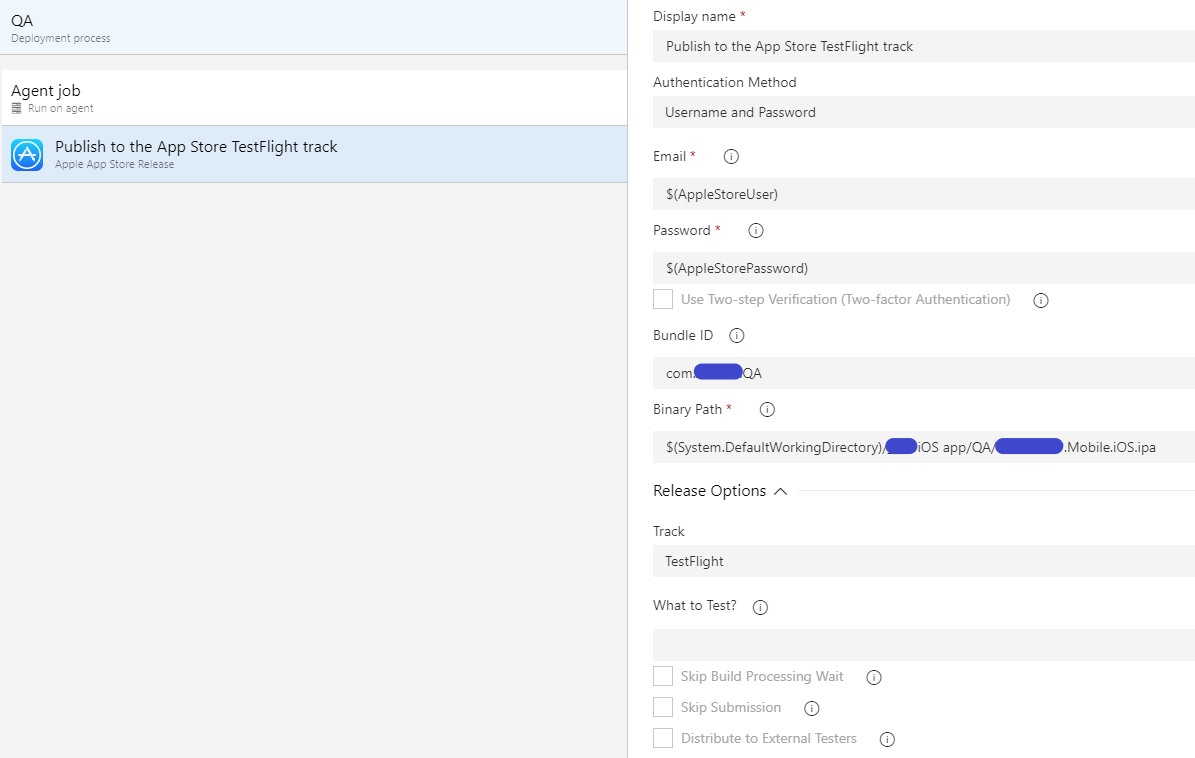 QA
Deployment process
Agent job
Run on agent
Publish to the App Store TestFlight track
Apple App Store Release
Display name *
Publish to the App Store TestFlight track
Authentication Method
Username and Password
Email *
$(AppleStoreUser)
Password *
$(AppleStorePassword)
Use Two-step Verification (Two-factor Authentication)
Bundle ID
com. QA
Binary Path *
$(System.DefaultWorkingDirectory)/ iOS app/QA/ .Mobile.iOS.ipa
Release Options
Track
TestFlight
What to Test?
Skip Build Processing Wait
Skip Submission
Distribute to External Testers